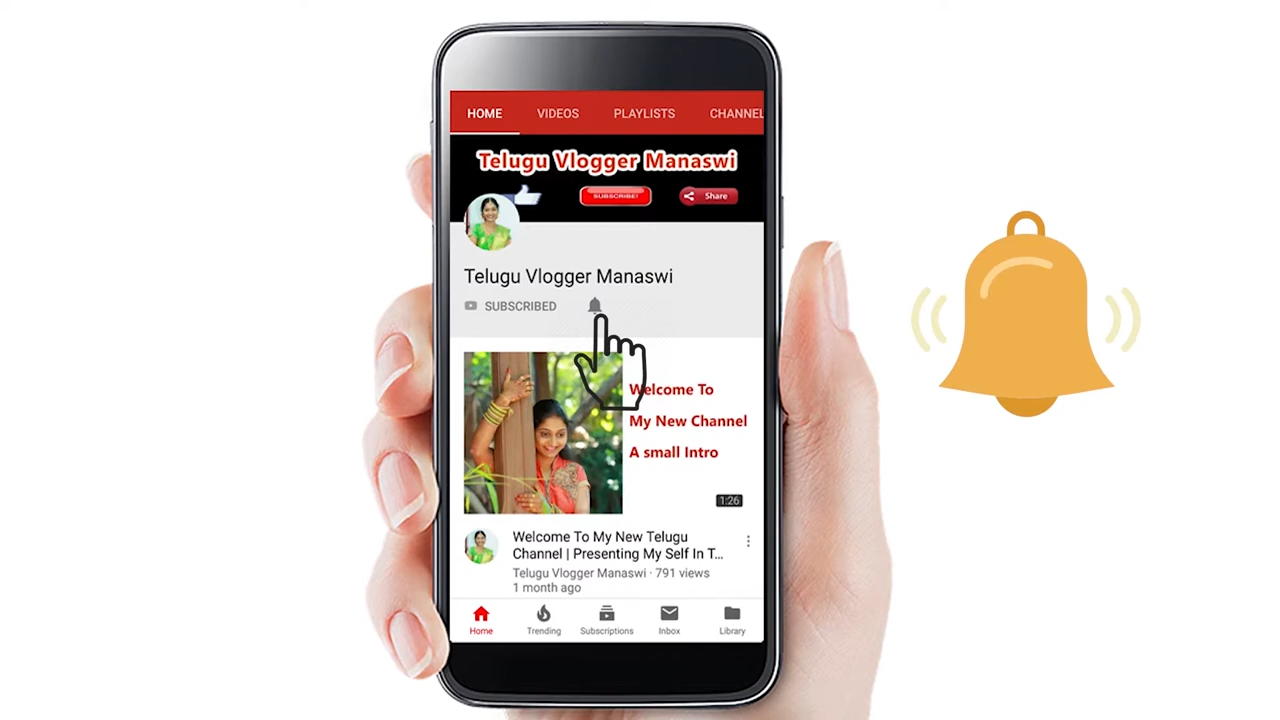 HOME VIDEOS PLAYLISTS CHANNEL
Telugu Vlogger Manaswi
SUBSCRIBE! Share
Telugu Vlogger Manaswi
SUBSCRIBED
Welcome To
My New Channel
A small Intro
1:26
Welcome To My New Telugu
Channel | Presenting My Self In T...
Telugu Vlogger Manaswi · 791 views
1 month ago
Home Trending Subscriptions Inbox Library